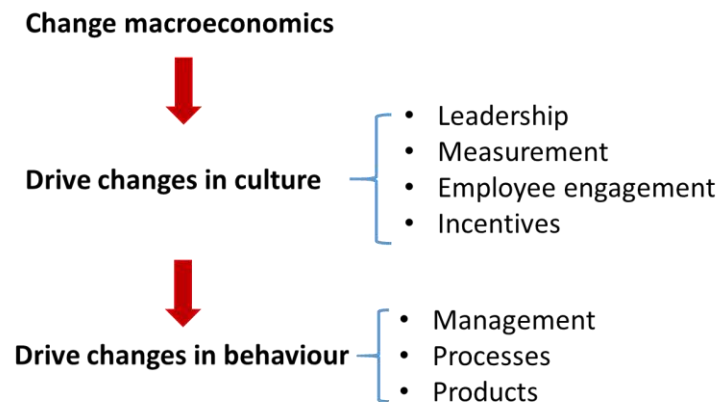 Change macroeconomics
Drive changes in culture
• Leadership
• Measurement
• Employee engagement
• Incentives
Drive changes in behaviour
• Management
• Processes
• Products